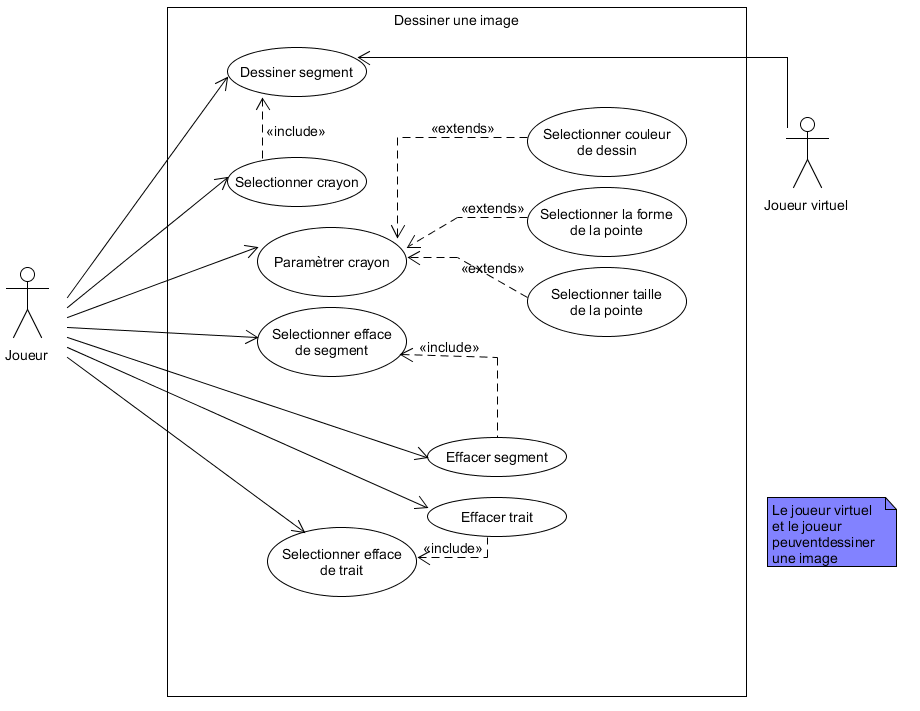 Dessiner une image
Dessiner segment
«include»
«extends»
Selectionner couleur
de dessin
Selectionner crayon
Joueur virtuel
«extends»
Selectionner la forme
de la pointe
Paramètrer crayon
«extends»
Selectionner taille
de la pointe
Joueur
Selectionner efface
de segment
«include»
Effacer segment
Effacer trait
«include»
Selectionner efface
de trait
Le joueur virtuel
et le joueur
peuventdessiner
une image